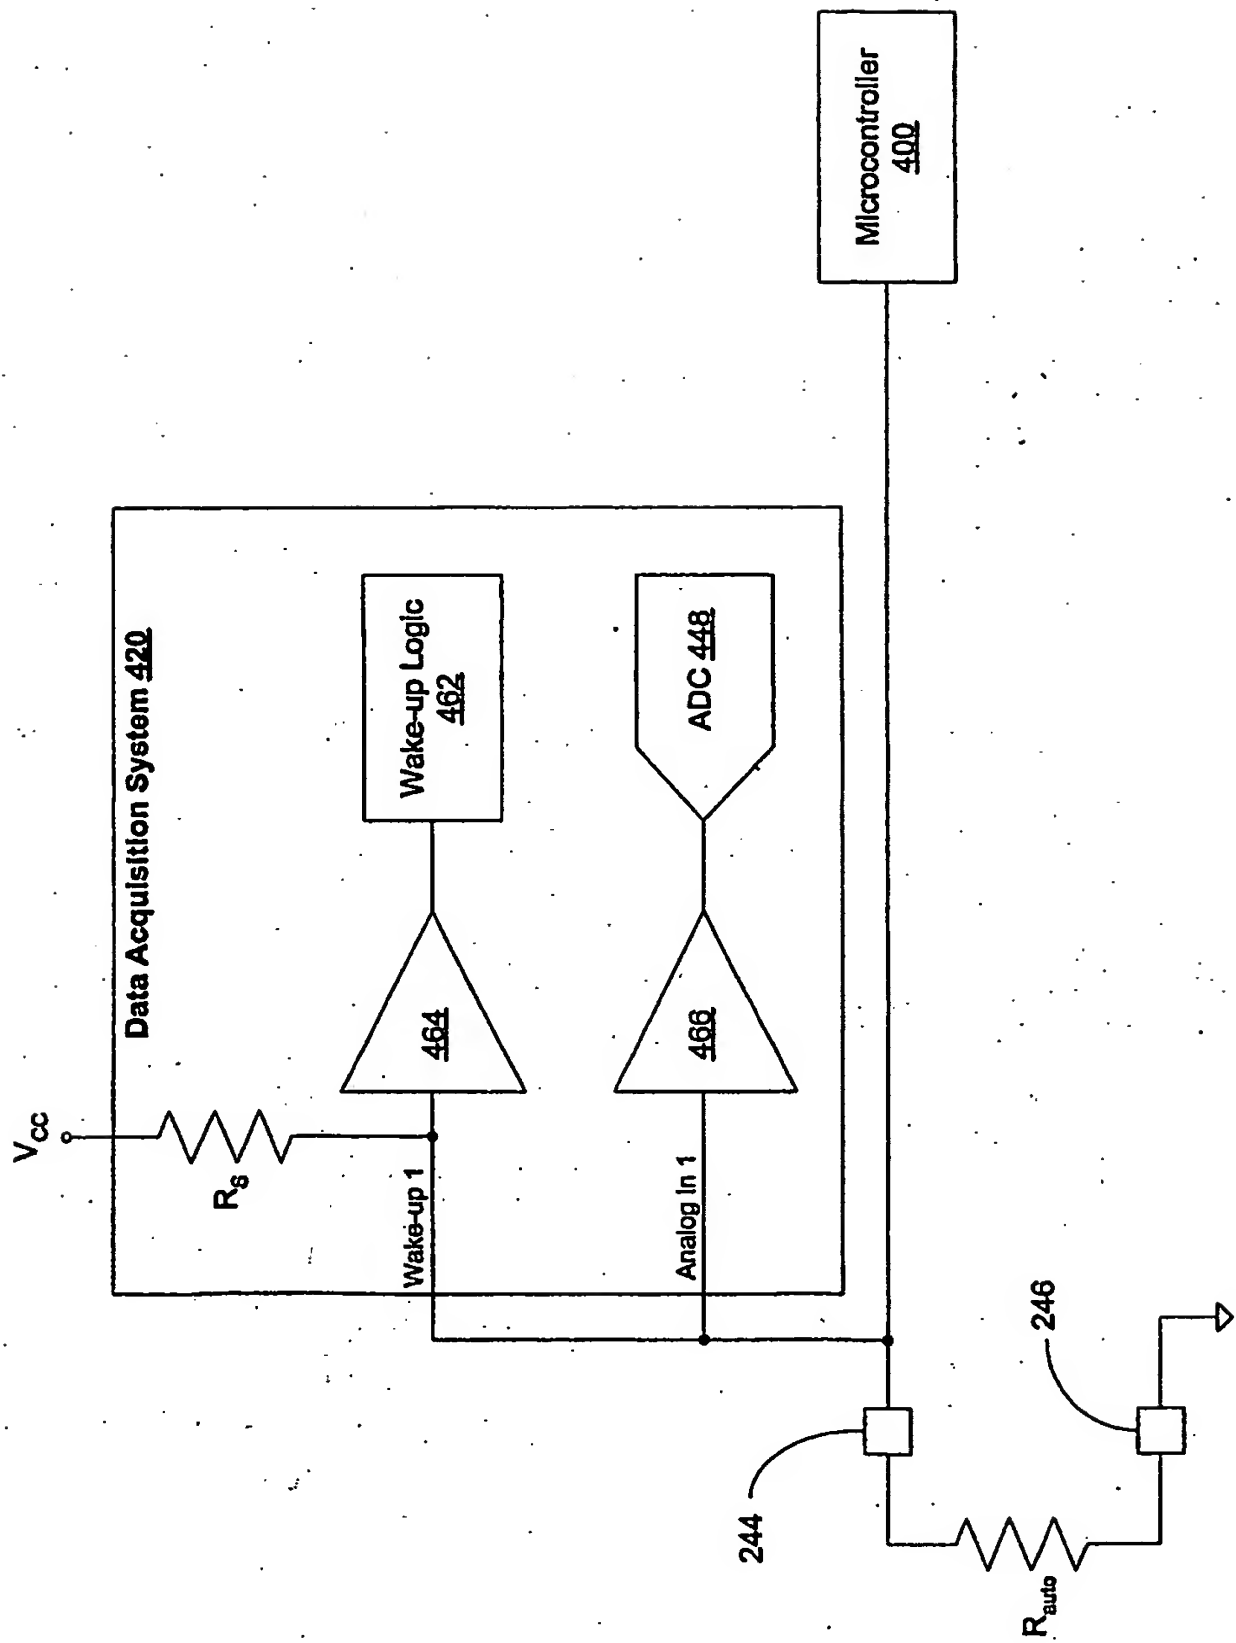 Vcc
Data Acquisition System 420
Rs
Wake-up 1
464
Wake-up Logic
462
Analog In 1
466
ADC 448
Microcontroller
400
244
246
Rauto